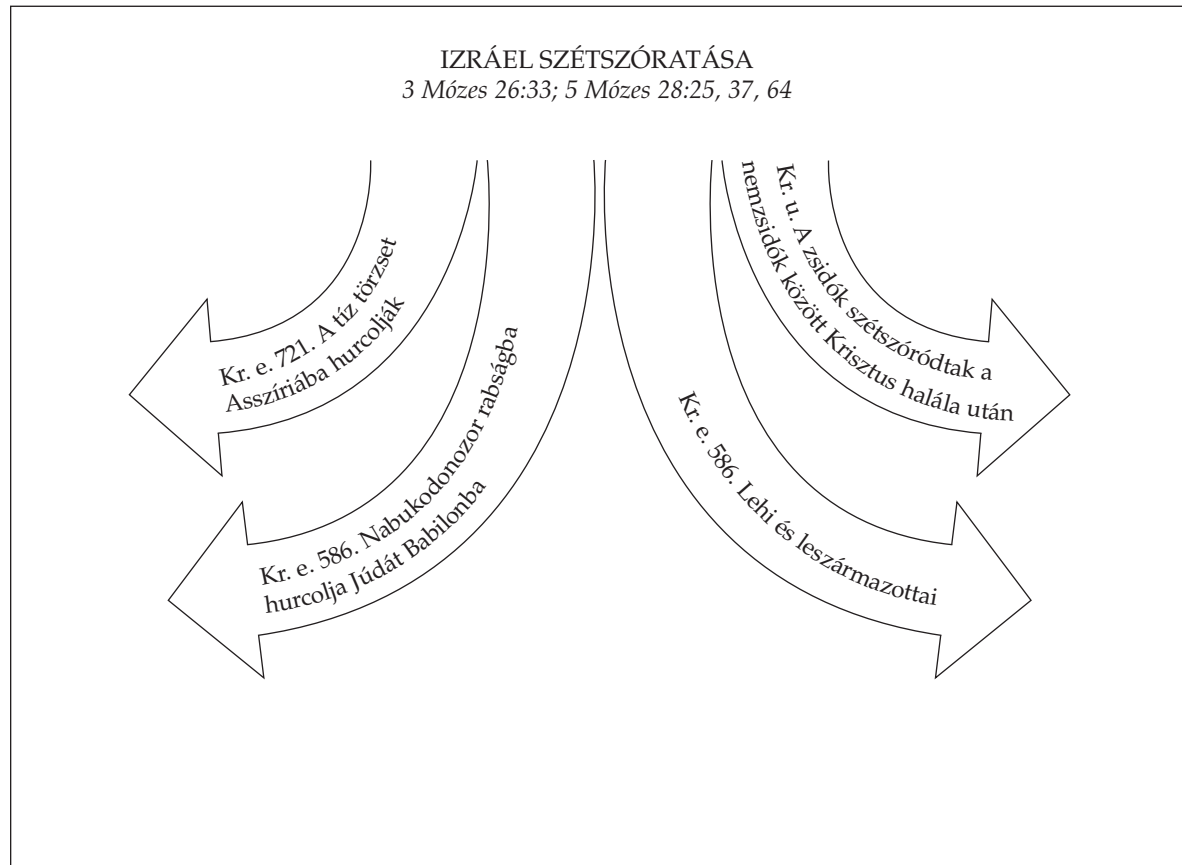 IZRÁEL SZÉTSZÓRATÁSA
3 Mózes 26:33; 5 Mózes 28:25, 37, 64
Kr. e. 721. A tíz törzset
Asszíriába hurcolják
Kr. e. 586. Nabukodonozor rabságba
hurcolja Júdát Babilonba
Kr. e. 586. Lehi és leszármazottai
Kr. u. A zsidók szétszóródtak a
nemzsidók között Krisztus halála után